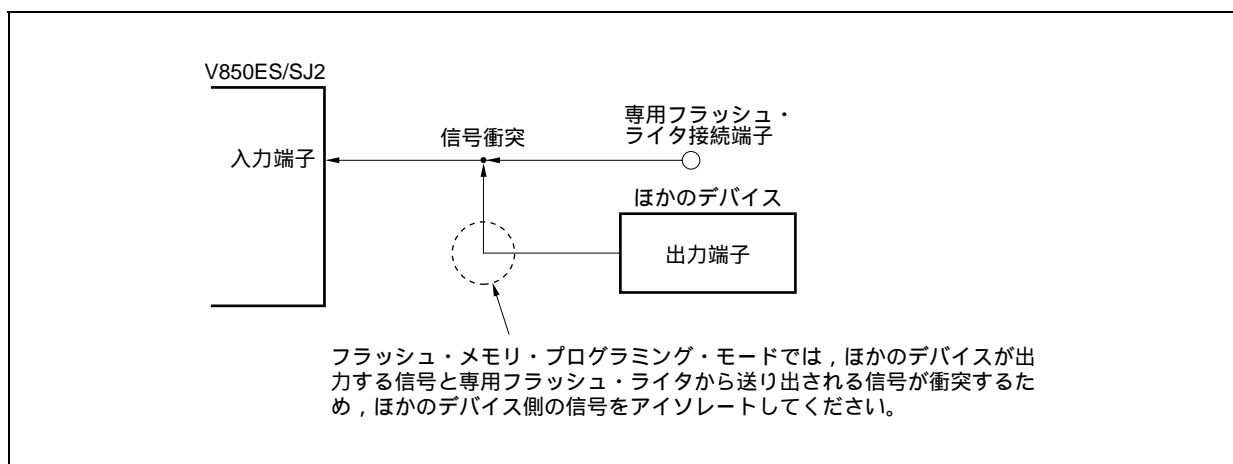 V850ES/SJ2
入力端子
信号衝突
専用フラッシュ・
ライタ接続端子
ほかのデバイス
出力端子
フラッシュ・メモリ・プログラミング・モードでは，ほかのデバイスが出
力する信号と専用フラッシュ・ライタから送り出される信号が衝突するた
め，ほかのデバイス側の信号をアイソレートしてください。